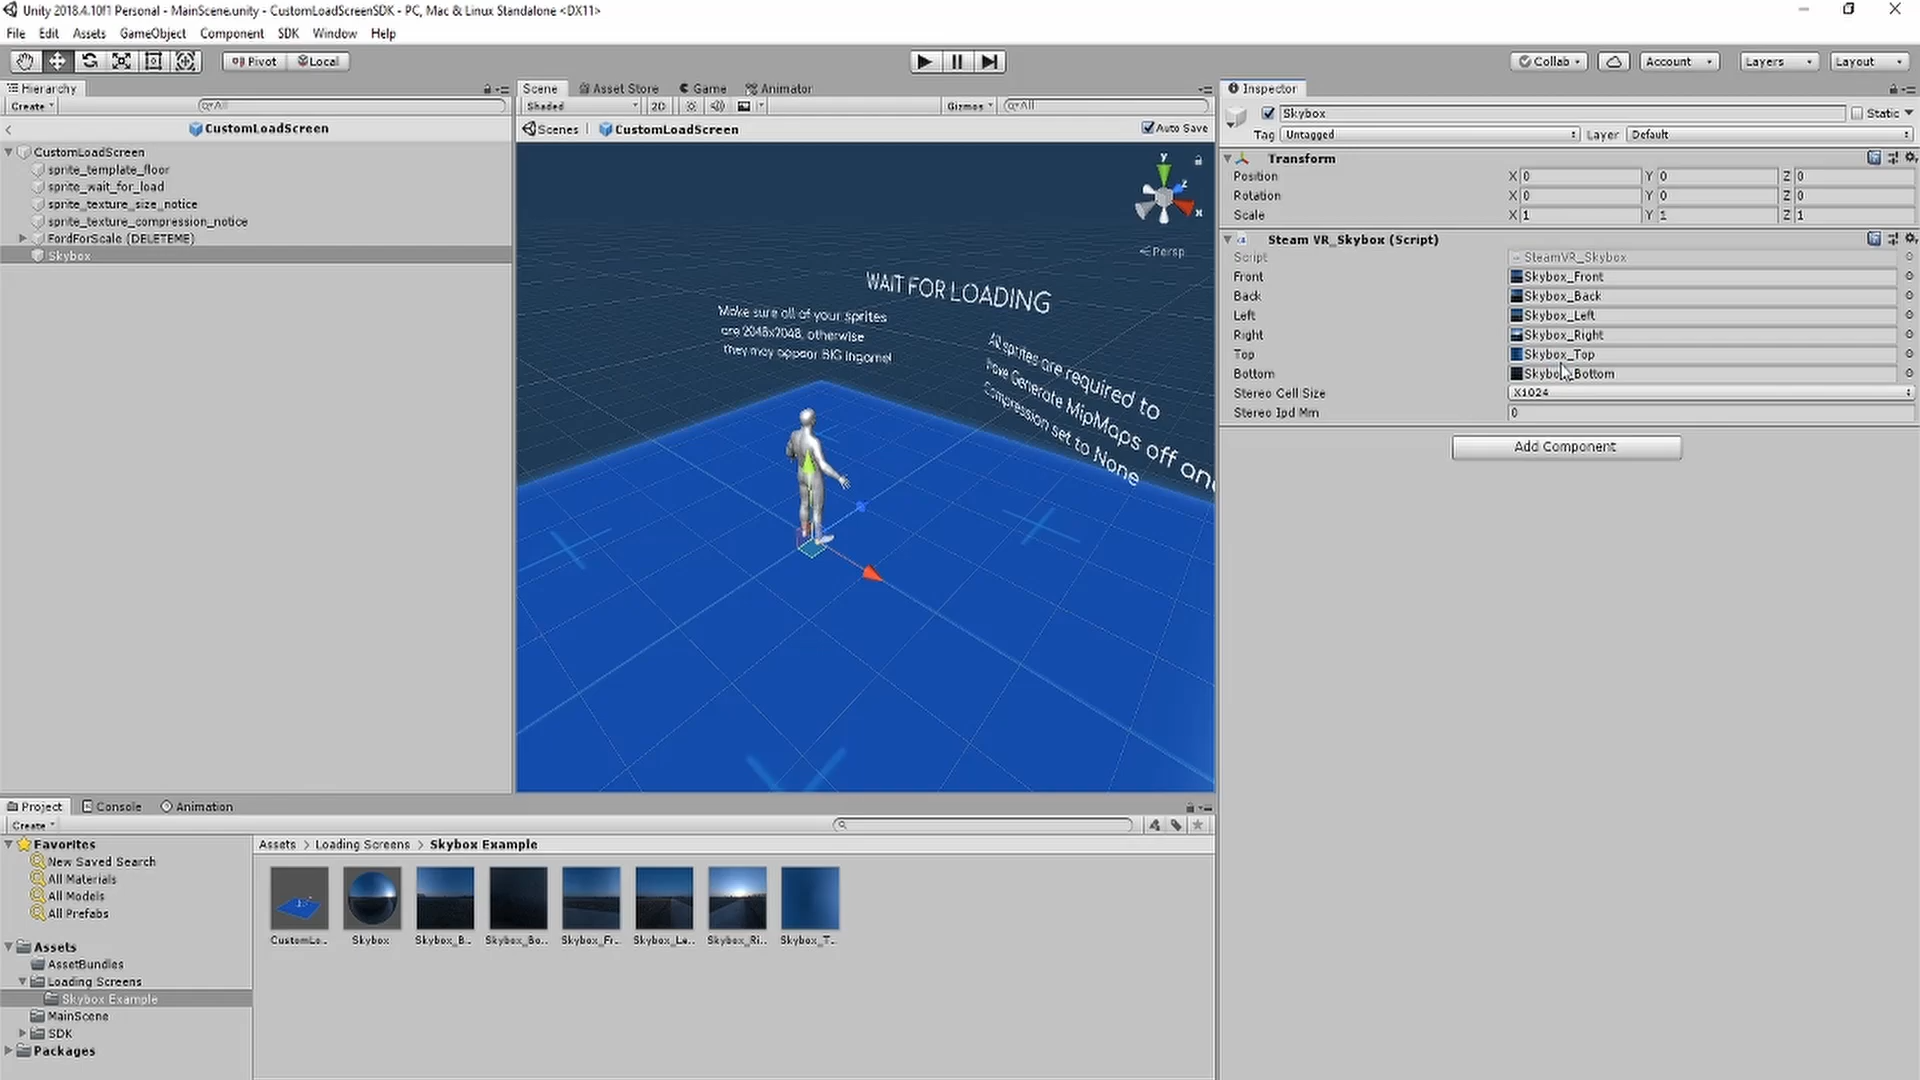 Unity 2018.4.10f1 Personal - MainScene.unity - CustomLoadScreenSDK - PC, Mac & Linux Standalone <DX11>
File Edit Assets GameObject Component SDK Window Help
Pivot Local Collab Account Layers Layout
Hierarchy
Create All
CustomLoadScreen
CustomLoadScreen
sprite_template_floor
sprite_wait_for_load
sprite_texture_size_notice
sprite_texture_compression_notice
FordForScale (DELETEME)
Skybox
Scene Asset Store Game Animator
Shaded 2D Gizmos All
Scenes CustomLoadScreen Auto Save
y
z
x
Persp
WAIT FOR LOADING
Make sure all of your sprites
are 2048x2048, otherwise
they may appear BIG ingame!
All sprites are required to
have Generate MipMaps off and
Compression set to None
Inspector
Skybox Static
Tag Untagged Layer Default
Transform
Position X 0 Y 0 Z 0
Rotation X 0 Y 0 Z 0
Scale X 1 Y 1 Z 1
Steam VR_Skybox (Script)
Script SteamVR_Skybox
Front Skybox_Front
Back Skybox_Back
Left Skybox_Left
Right Skybox_Right
Top Skybox_Top
Bottom Skybox_Bottom
Stereo Cell Size X1024
Stereo Ipd Mm 0
Add Component
Project Console Animation
Create
Favorites
New Saved Search
All Materials
All Models
All Prefabs
Assets
AssetBundles
Loading Screens
Skybox Example
MainScene
SDK
Packages
Assets > Loading Screens > Skybox Example
CustomLo.. Skybox Skybox_B.. Skybox_Bo.. Skybox_Fr.. Skybox_Le.. Skybox_Ri.. Skybox_T..